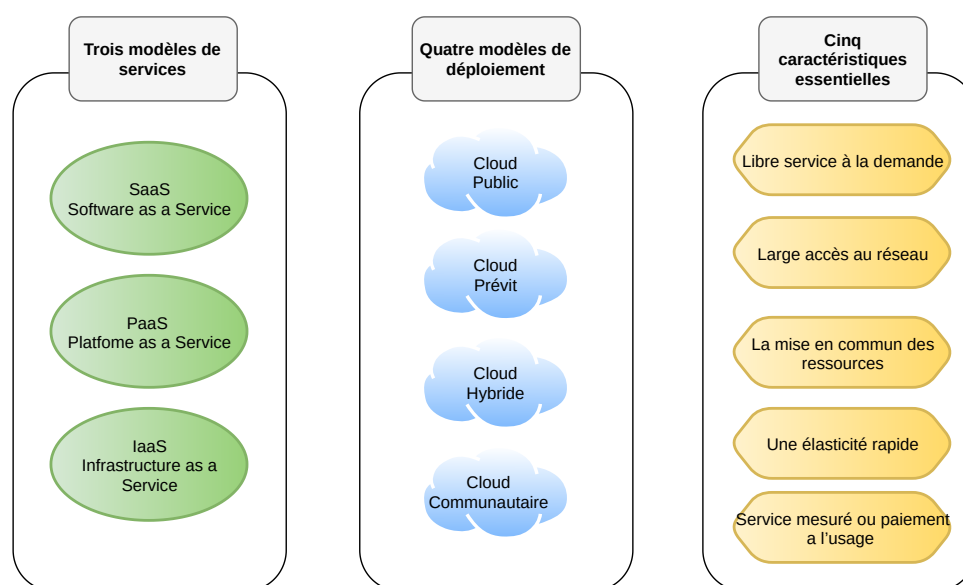 Trois modèles de
services
SaaS
Software as a Service
PaaS
Platfome as a Service
IaaS
Infrastructure as a
Service
Quatre modèles de
déploiement
Cloud
Public
Cloud
Prévit
Cloud
Hybride
Cloud
Communautaire
Cinq
caractéristiques
essentielles
Libre service à la demande
Large accès au réseau
La mise en commun des
ressources
Une élasticité rapide
Service mesuré ou paiement
a l’usage